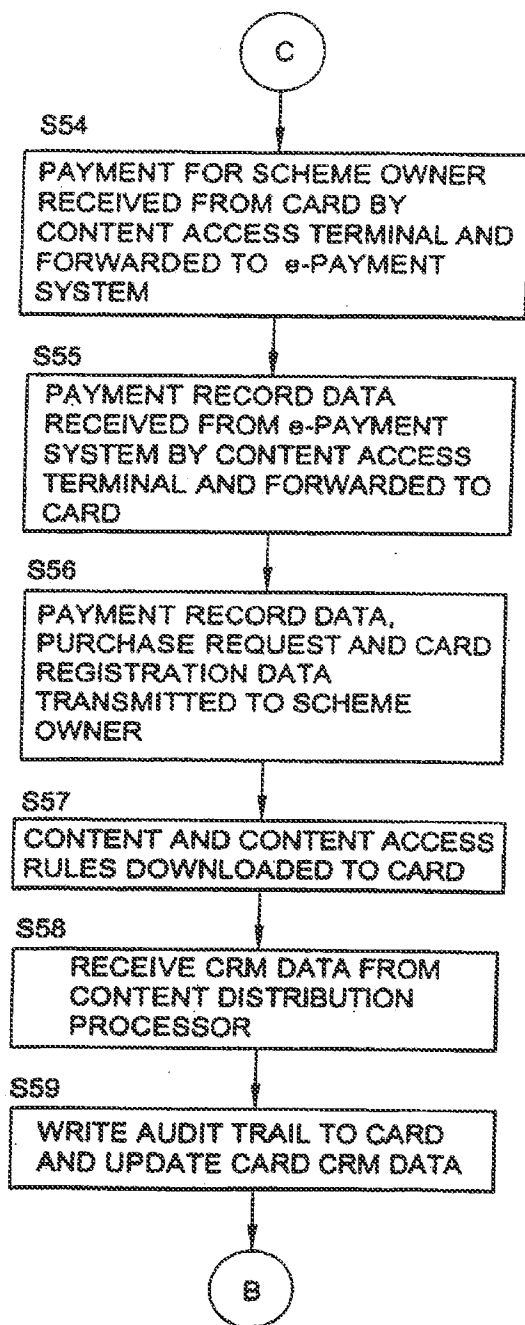 C
S54
PAYMENT FOR SCHEME OWNER
RECEIVED FROM CARD BY
CONTENT ACCESS TERMINAL AND
FORWARDED TO e-PAYMENT
SYSTEM
S55
PAYMENT RECORD DATA
RECEIVED FROM e-PAYMENT
SYSTEM BY CONTENT ACCESS
TERMINAL AND FORWARDED TO
CARD
S56
PAYMENT RECORD DATA,
PURCHASE REQUEST AND CARD
REGISTRATION DATA
TRANSMITTED TO SCHEME
OWNER
S57
CONTENT AND CONTENT ACCESS
RULES DOWNLOADED TO CARD
S58
RECEIVE CRM DATA FROM
CONTENT DISTRIBUTION
PROCESSOR
S59
WRITE AUDIT TRAIL TO CARD
AND UPDATE CARD CRM DATA
B